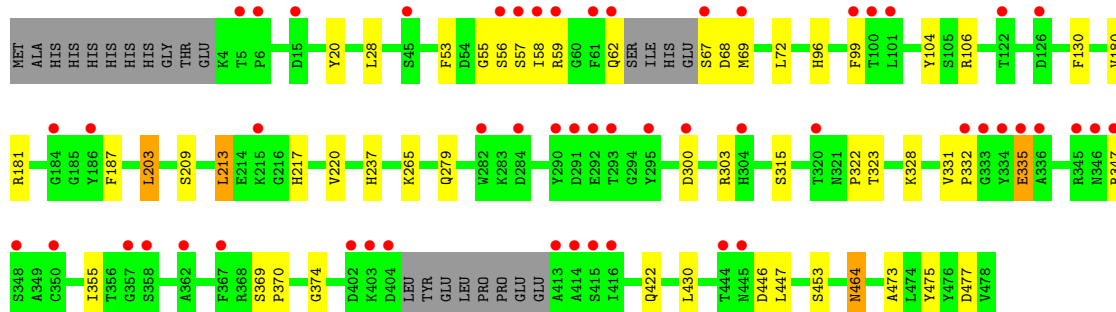 MET ALA HIS HIS HIS HIS HIS HIS GLY THR GLU K4 T5 P6 D15 Y20 L28 S45 F53 D54 G55 S56 S57 I58 R59 G60 F61 Q62 SER ILE HIS GLU S67 D68 M69 L72 H96 F99 T100 L101 Y104 S105 R106 T122 D126 F130 V180
R181 G184 G185 Y186 F187 L203 S209 L213 E214 K215 G216 H217 V220 H237 K265 Q279 W282 K283 D284 Y290 D291 E292 T293 G294 Y295 D300 R303 H304 S315 T320 N321 P322 T323 K328 V331 P332 G333 Y334 E335 A336 R345 N346
S348 A349 C350 I355 T356 G357 S358 A362 F367 R368 S369 P370 G374 D402 K403 D404 LEU TYR GLU LEU PRO PRO GLU GLU A413 A414 S415 I416 Q422 L430 T444 N445 D446 L447 S453 N464 A473 L474 Y475 Y476 D477 V478